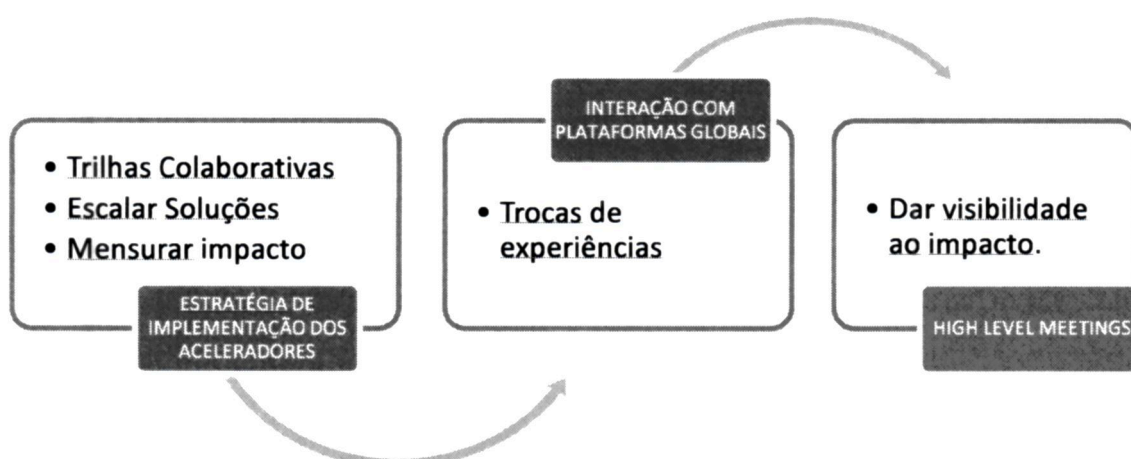 • Trilhas Colaborativas
• Escalar Soluções
• Mensurar impacto
ESTRATÉGIA DE
IMPLEMENTAÇÃO DOS
ACELERADORES
INTERAÇÃO COM
PLATAFORMAS GLOBAIS
• Trocas de
experiências
• Dar visibilidade
ao impacto.
HIGH LEVEL MEETINGS